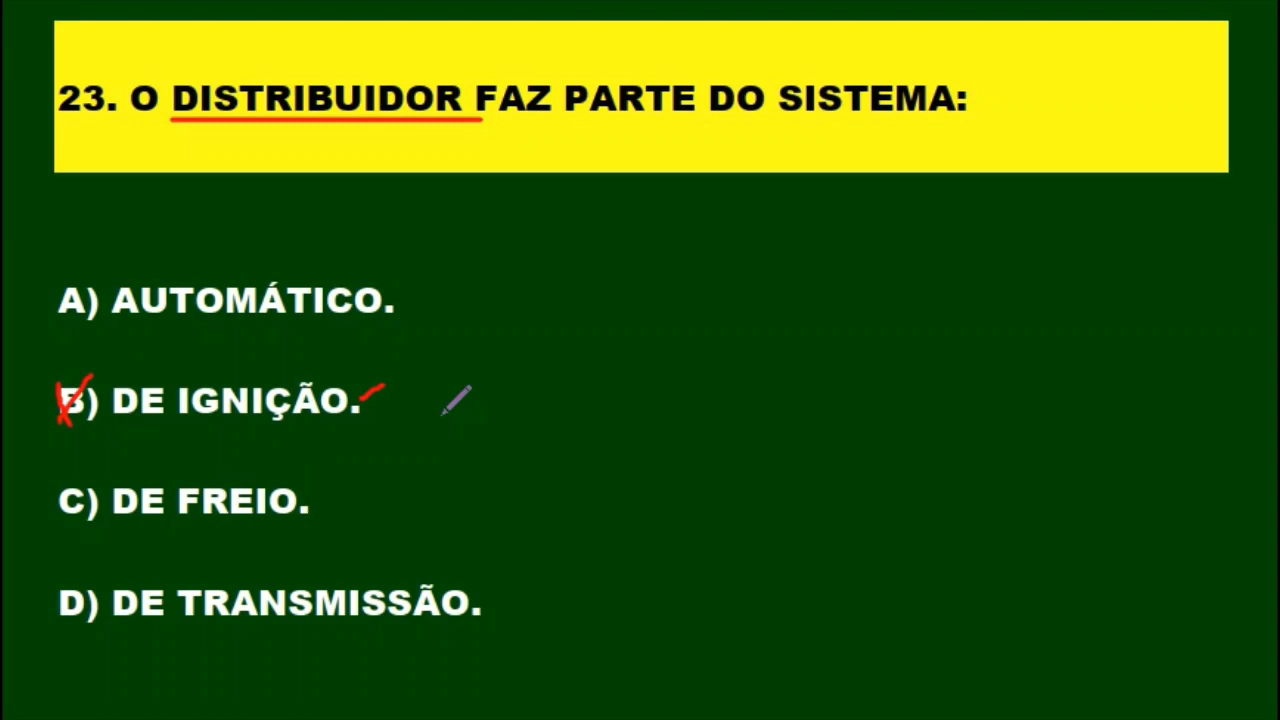 23. O DISTRIBUIDOR FAZ PARTE DO SISTEMA:
A) AUTOMÁTICO.
B) DE IGNIÇÃO.
C) DE FREIO.
D) DE TRANSMISSÃO.